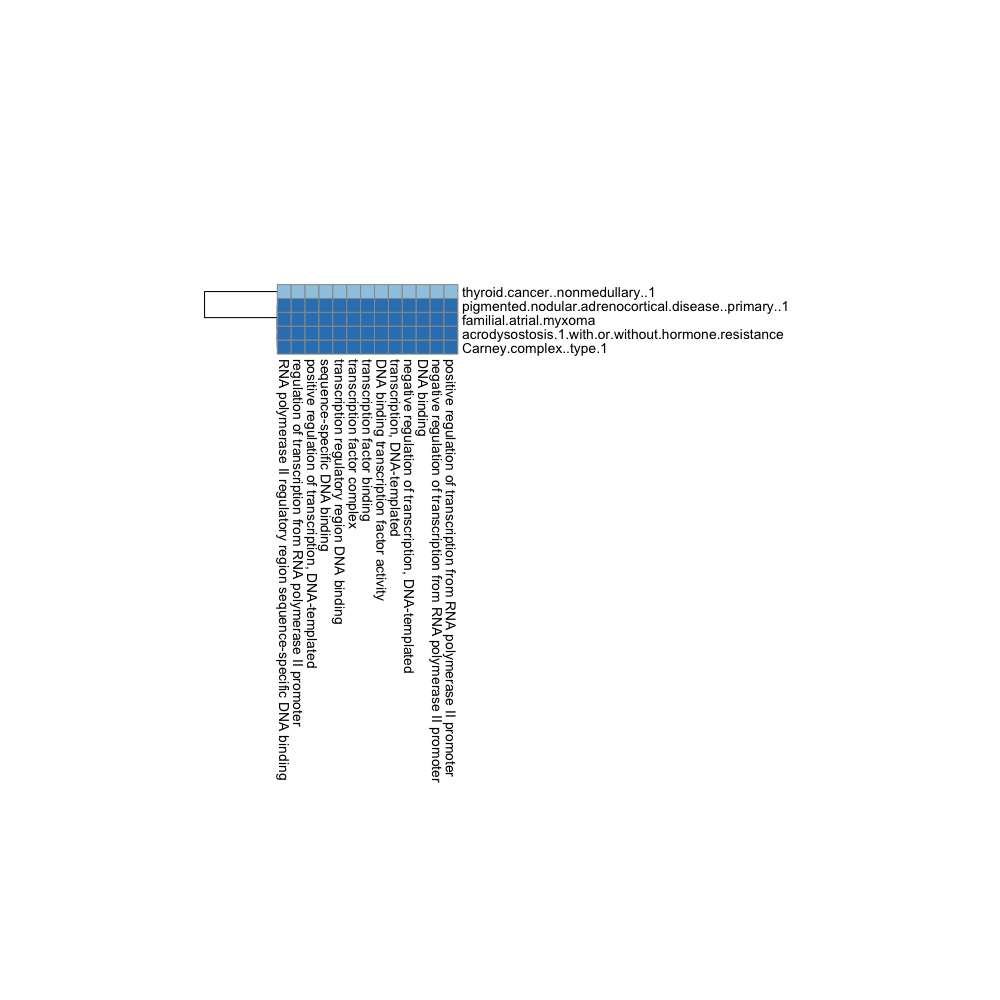 thyroid.cancer..nonmedullary..1
pigmented.nodular.adrenocortical.disease..primary..1
familial.atrial.myxoma
acrodysostosis.1.with.or.without.hormone.resistance
Carney.complex..type.1
RNA polymerase II regulatory region sequence-specific DNA binding
regulation of transcription from RNA polymerase II promoter
positive regulation of transcription, DNA-templated
sequence-specific DNA binding
transcription regulatory region DNA binding
transcription factor complex
transcription factor binding
DNA binding transcription factor activity
transcription, DNA-templated
negative regulation of transcription, DNA-templated
DNA binding
negative regulation of transcription from RNA polymerase II promoter
positive regulation of transcription from RNA polymerase II promoter